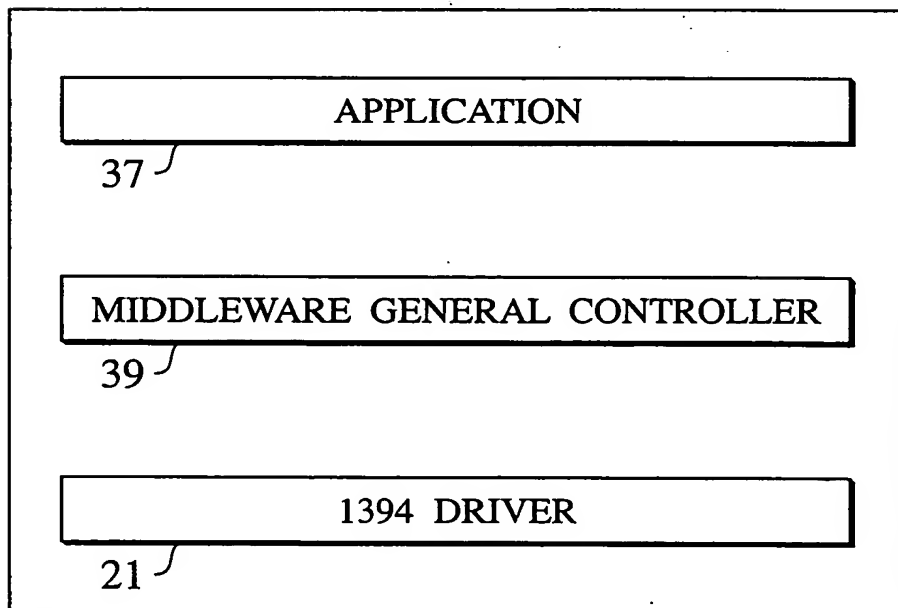 APPLICATION
37
MIDDLEWARE GENERAL CONTROLLER
39
1394 DRIVER
21